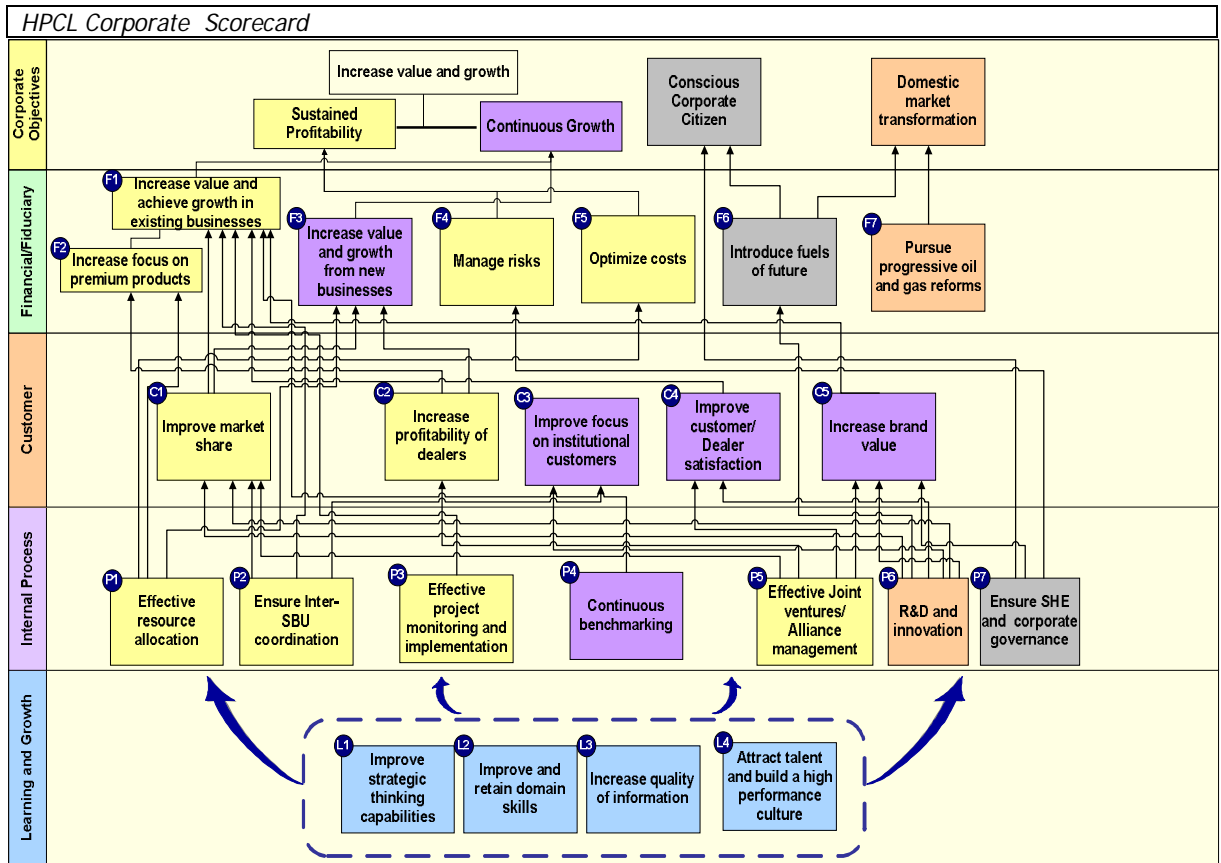 HPCL Corporate Scorecard
Corporate
Objectives
Increase value and growth
Sustained
Profitability
Continuous Growth
Conscious
Corporate
Citizen
Domestic
market
transformation
Financial/Fiduciary
F1
Increase value and
achieve growth in
existing businesses
F2
Increase focus on
premium products
F3
Increase value
and growth
from new
businesses
F4
Manage risks
F5
Optimize costs
F6
Introduce fuels
of future
F7
Pursue
progressive oil
and gas reforms
Customer
C1
Improve market
share
C2
Increase
profitability of
dealers
C3
Improve focus
on institutional
customers
C4
Improve
customer/
Dealer
satisfaction
C5
Increase brand
value
Internal Process
P1
Effective
resource
allocation
P2
Ensure Inter-
SBU
coordination
P3
Effective
project
monitoring and
implementation
P4
Continuous
benchmarking
P5
Effective Joint
ventures/
Alliance
management
P6
R&D and
innovation
P7
Ensure SHE
and corporate
governance
Learning and Growth
L1
Improve
strategic
thinking
capabilities
L2
Improve and
retain domain
skills
L3
Increase quality
of information
L4
Attract talent
and build a high
performance
culture